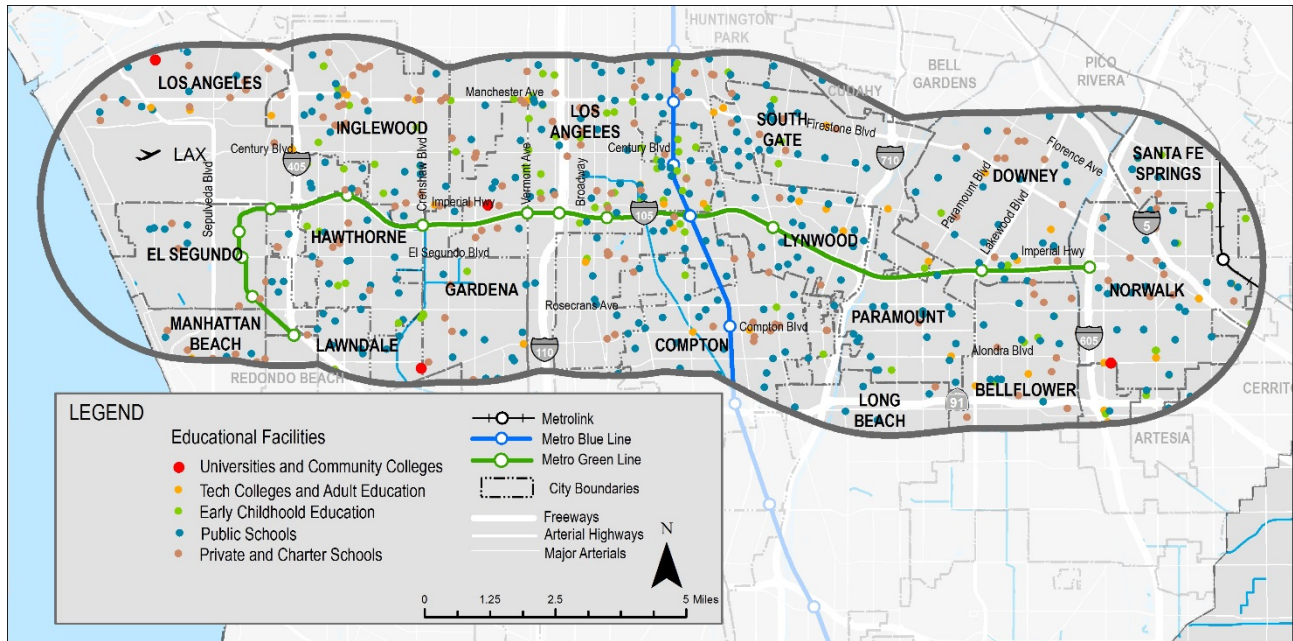 HUNTINGTON
PARK
BELL
GARDENS
PICO
RIVERA
CUDAHY
LOS ANGELES
Manchester Ave
INGLEWOOD
LOS
ANGELES
SOUTH
GATE
Firestone Blvd
Florence Ave
LAX
Century Blvd
405
Century Blvd
710
DOWNEY
SANTA FE
SPRINGS
Sepulveda Blvd
Crenshaw Blvd
Vermont Ave
Broadway
Paramount Blvd
Lakewood Blvd
Imperial Hwy
105
5
EL SEGUNDO
HAWTHORNE
El Segundo Blvd
LYNWOOD
Imperial Hwy
GARDENA
NORWALK
Rosecrans Ave
MANHATTAN
BEACH
LAWNDALE
110
COMPTON
Compton Blvd
PARAMOUNT
605
Alondra Blvd
REDONDO BEACH
BELLFLOWER
CERRITO
LONG
BEACH
91
ARTESIA
LEGEND
Educational Facilities
Universities and Community Colleges
Tech Colleges and Adult Education
Early Childhoold Education
Public Schools
Private and Charter Schools
Metrolink
Metro Blue Line
Metro Green Line
City Boundaries
Freeways
Arterial Highways
Major Arterials
N
0 1.25 2.5 5 Miles